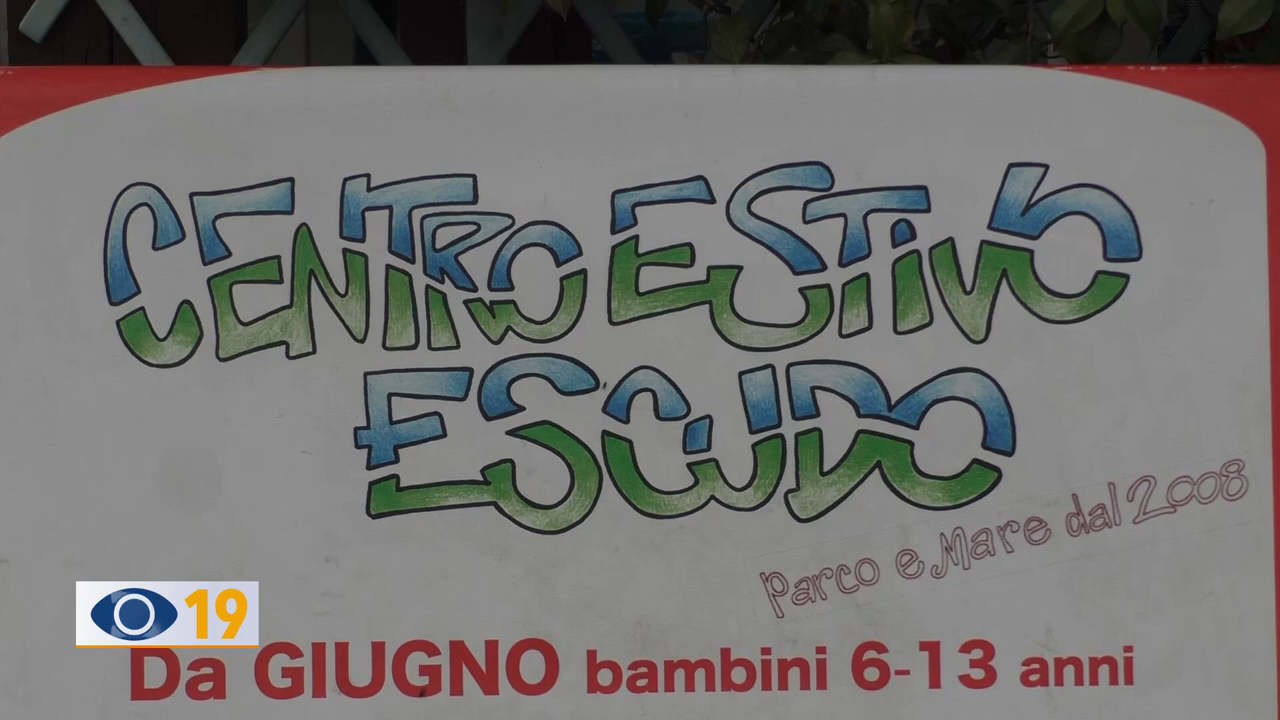 CENTRO ESTIVO
ESCUDO
Parco e Mare dal 2008
19
Da GIUGNO bambini 6-13 anni